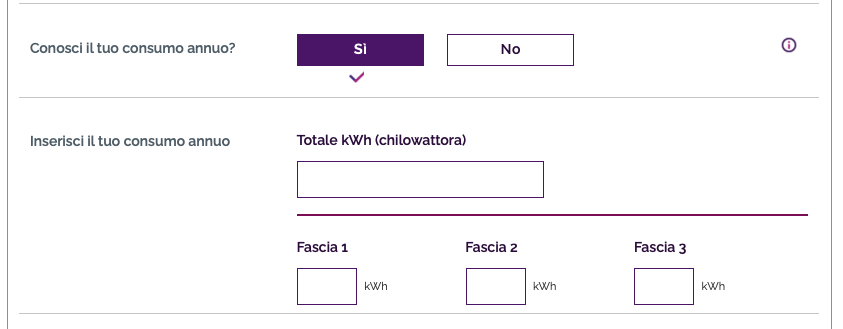 Conosci il tuo consumo annuo?
Sì
No
Inserisci il tuo consumo annuo
Totale kWh (chilowattora)
Fascia 1
Fascia 2
Fascia 3
kWh
kWh
kWh